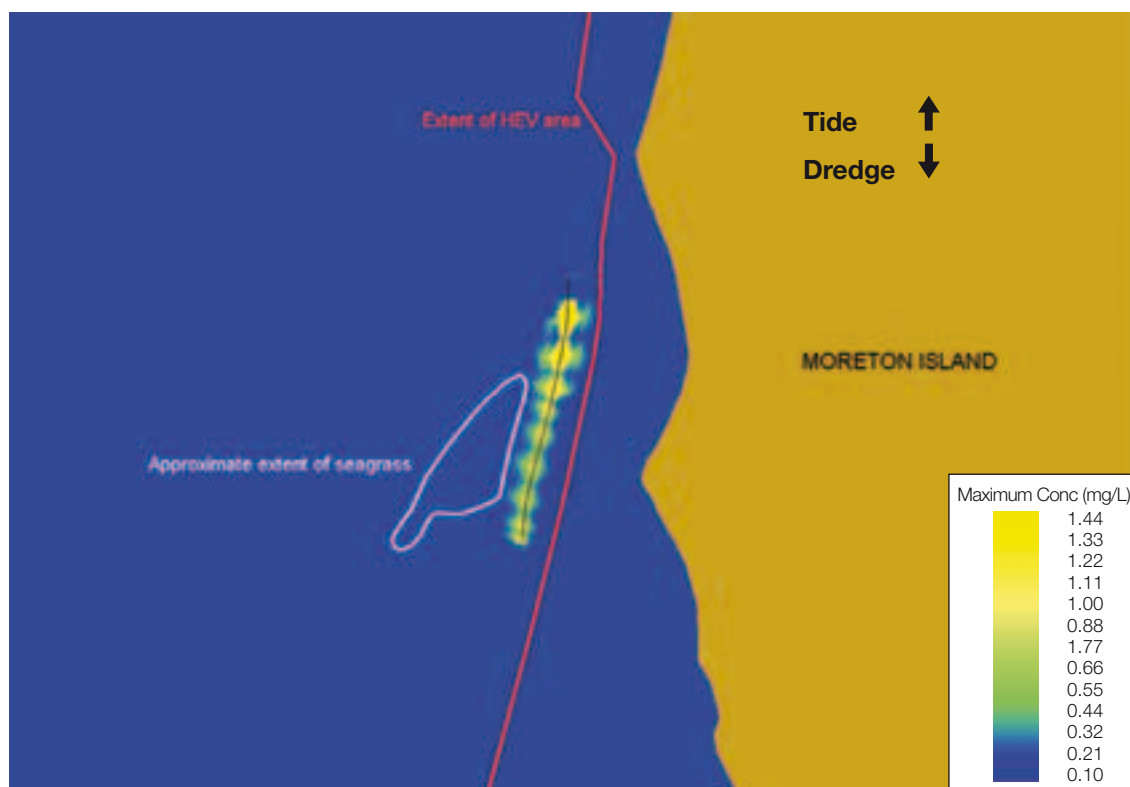 Extent of HEV area
Tide
Dredge
MORETON ISLAND
Approximate extent of seagrass
Maximum Conc (mg/L)
1.44
1.33
1.22
1.11
1.00
0.88
1.77
0.66
0.55
0.44
0.32
0.21
0.10